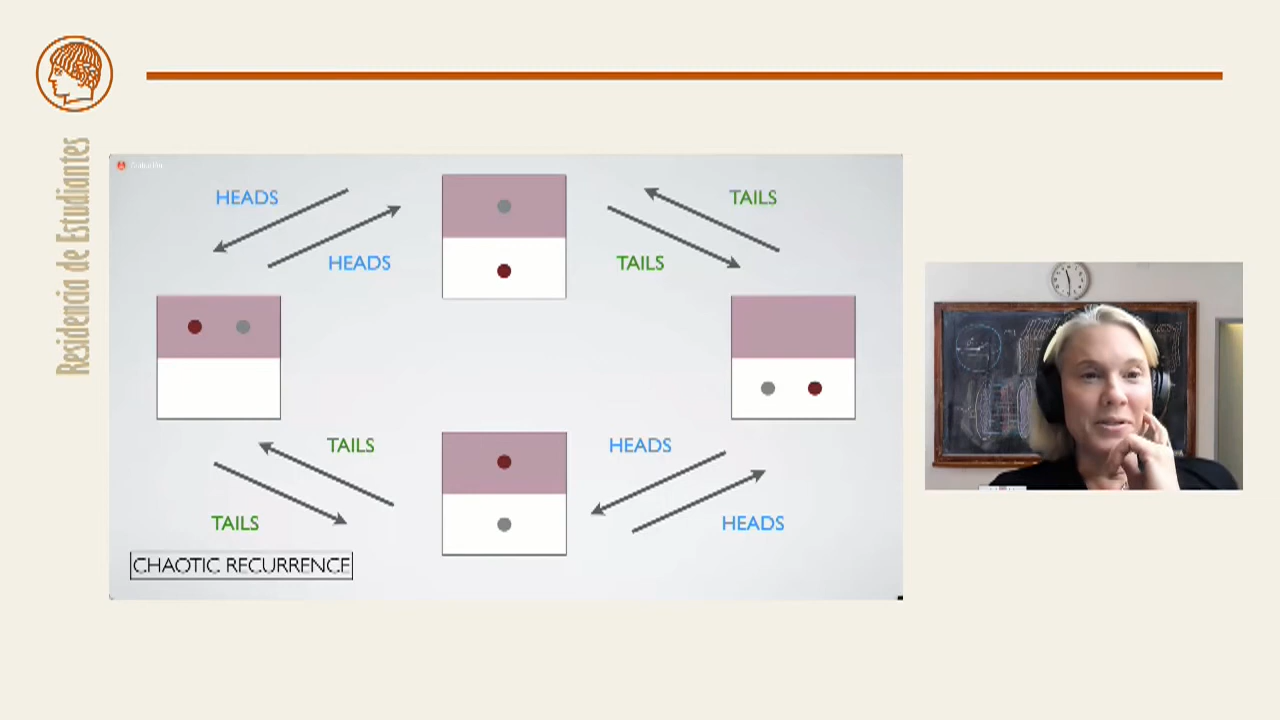 Residencia de Estudiantes
HEADS
HEADS
TAILS
TAILS
TAILS
TAILS
HEADS
HEADS
CHAOTIC RECURRENCE